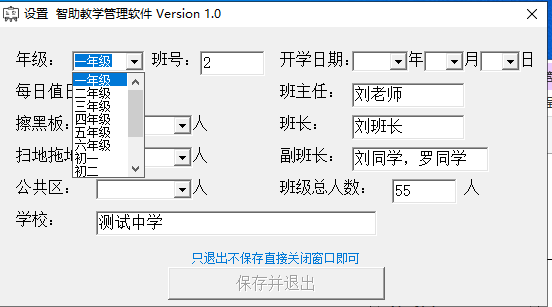 设置 智助教学管理软件 Version 1.0
年级： 一年级 班号： 2 开学日期： 年 月 日
一年级
二年级
三年级
四年级
五年级
六年级
初一
初二
每日值日 班主任： 刘老师
擦黑板： 人 班长： 刘班长
扫地拖地 人 副班长： 刘同学，罗同学
公共区： 人 班级总人数： 55 人
学校： 测试中学
只退出不保存直接关闭窗口即可
保存并退出